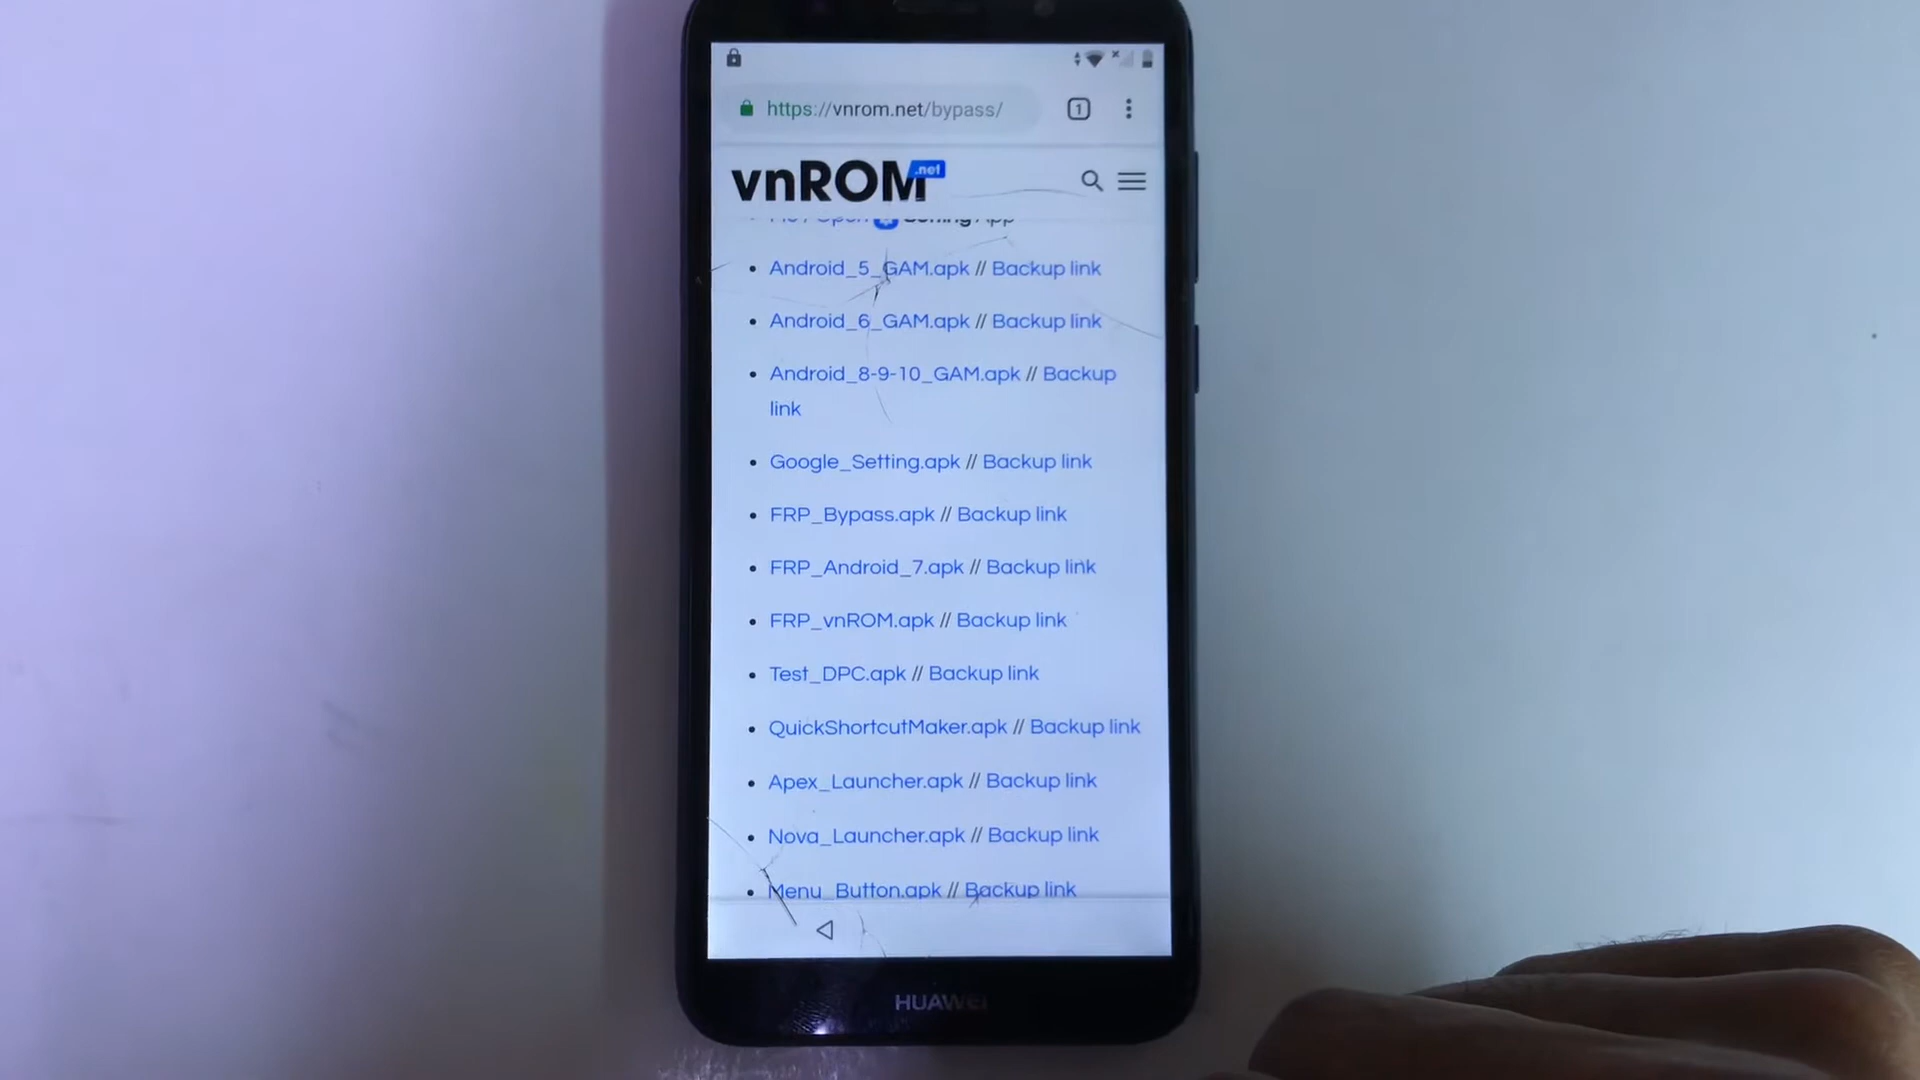 https://vnrom.net/bypass/
1
vnROM.net
Setting App
Android_5_GAM.apk // Backup link
Android_6_GAM.apk // Backup link
Android_8-9-10_GAM.apk // Backup
link
Google_Setting.apk // Backup link
FRP_Bypass.apk // Backup link
FRP_Android_7.apk // Backup link
FRP_vnROM.apk // Backup link
Test_DPC.apk // Backup link
QuickShortcutMaker.apk // Backup link
Apex_Launcher.apk // Backup link
Nova_Launcher.apk // Backup link
Menu_Button.apk // Backup link
HUAWEI